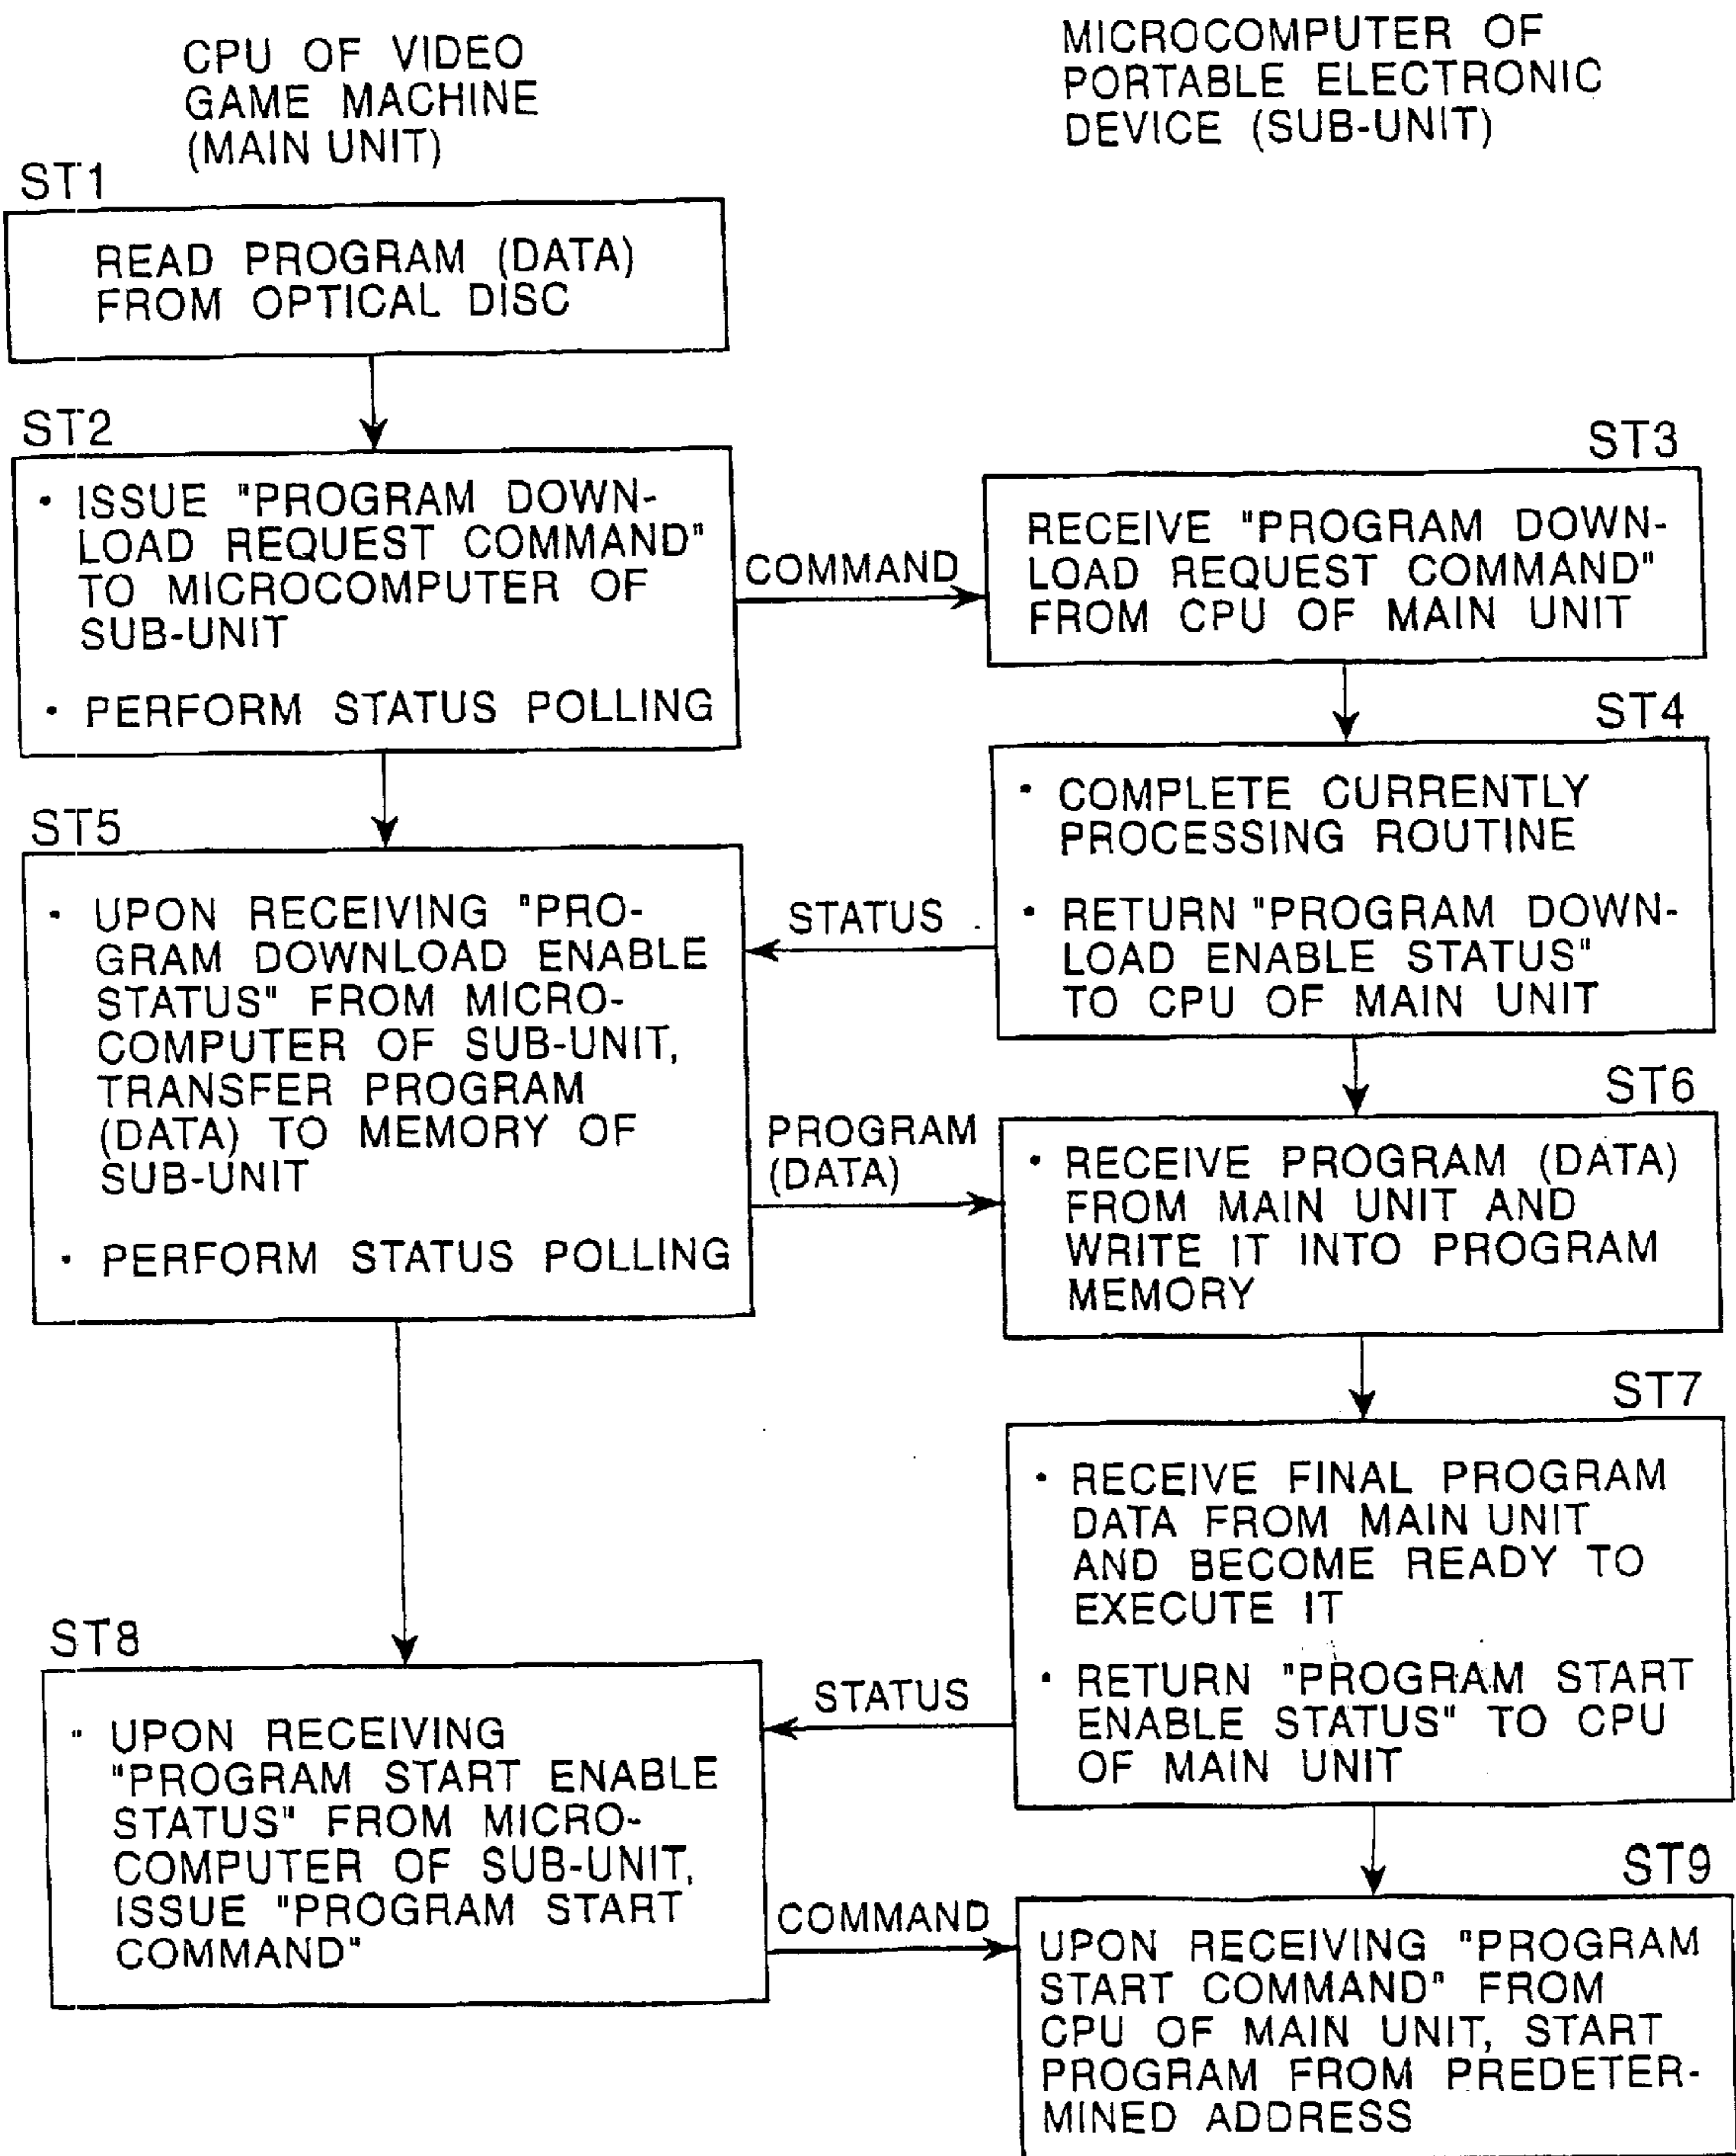 CPU OF VIDEO
GAME MACHINE
(MAIN UNIT)
MICROCOMPUTER OF
PORTABLE ELECTRONIC
DEVICE (SUB-UNIT)
ST1
READ PROGRAM (DATA)
FROM OPTICAL DISC
ST2
· ISSUE "PROGRAM DOWN-
LOAD REQUEST COMMAND"
TO MICROCOMPUTER OF
SUB-UNIT
· PERFORM STATUS POLLING
COMMAND
ST3
RECEIVE "PROGRAM DOWN-
LOAD REQUEST COMMAND"
FROM CPU OF MAIN UNIT
ST4
· COMPLETE CURRENTLY
PROCESSING ROUTINE
· RETURN "PROGRAM DOWN-
LOAD ENABLE STATUS"
TO CPU OF MAIN UNIT
STATUS
ST5
· UPON RECEIVING "PRO-
GRAM DOWNLOAD ENABLE
STATUS" FROM MICRO-
COMPUTER OF SUB-UNIT,
TRANSFER PROGRAM
(DATA) TO MEMORY OF
SUB-UNIT
· PERFORM STATUS POLLING
PROGRAM
(DATA)
ST6
· RECEIVE PROGRAM (DATA)
FROM MAIN UNIT AND
WRITE IT INTO PROGRAM
MEMORY
ST7
· RECEIVE FINAL PROGRAM
DATA FROM MAIN UNIT
AND BECOME READY TO
EXECUTE IT
· RETURN "PROGRAM START
ENABLE STATUS" TO CPU
OF MAIN UNIT
STATUS
ST8
" UPON RECEIVING
"PROGRAM START ENABLE
STATUS" FROM MICRO-
COMPUTER OF SUB-UNIT,
ISSUE "PROGRAM START
COMMAND"
COMMAND
ST9
UPON RECEIVING "PROGRAM
START COMMAND" FROM
CPU OF MAIN UNIT, START
PROGRAM FROM PREDETER-
MINED ADDRESS